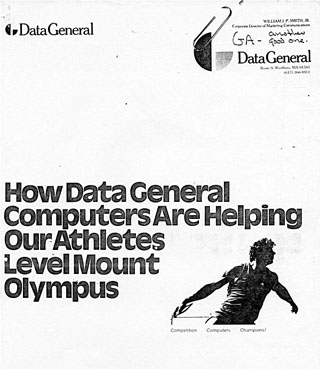 Data General
WILLIAM J. P. SMITH, JR.
Corporate Director of Marketing Communications
GA - another
good one.
Data General
How Data General
Computers Are Helping
Our Athletes
Level Mount
Olympus
Competition Computers Champions!